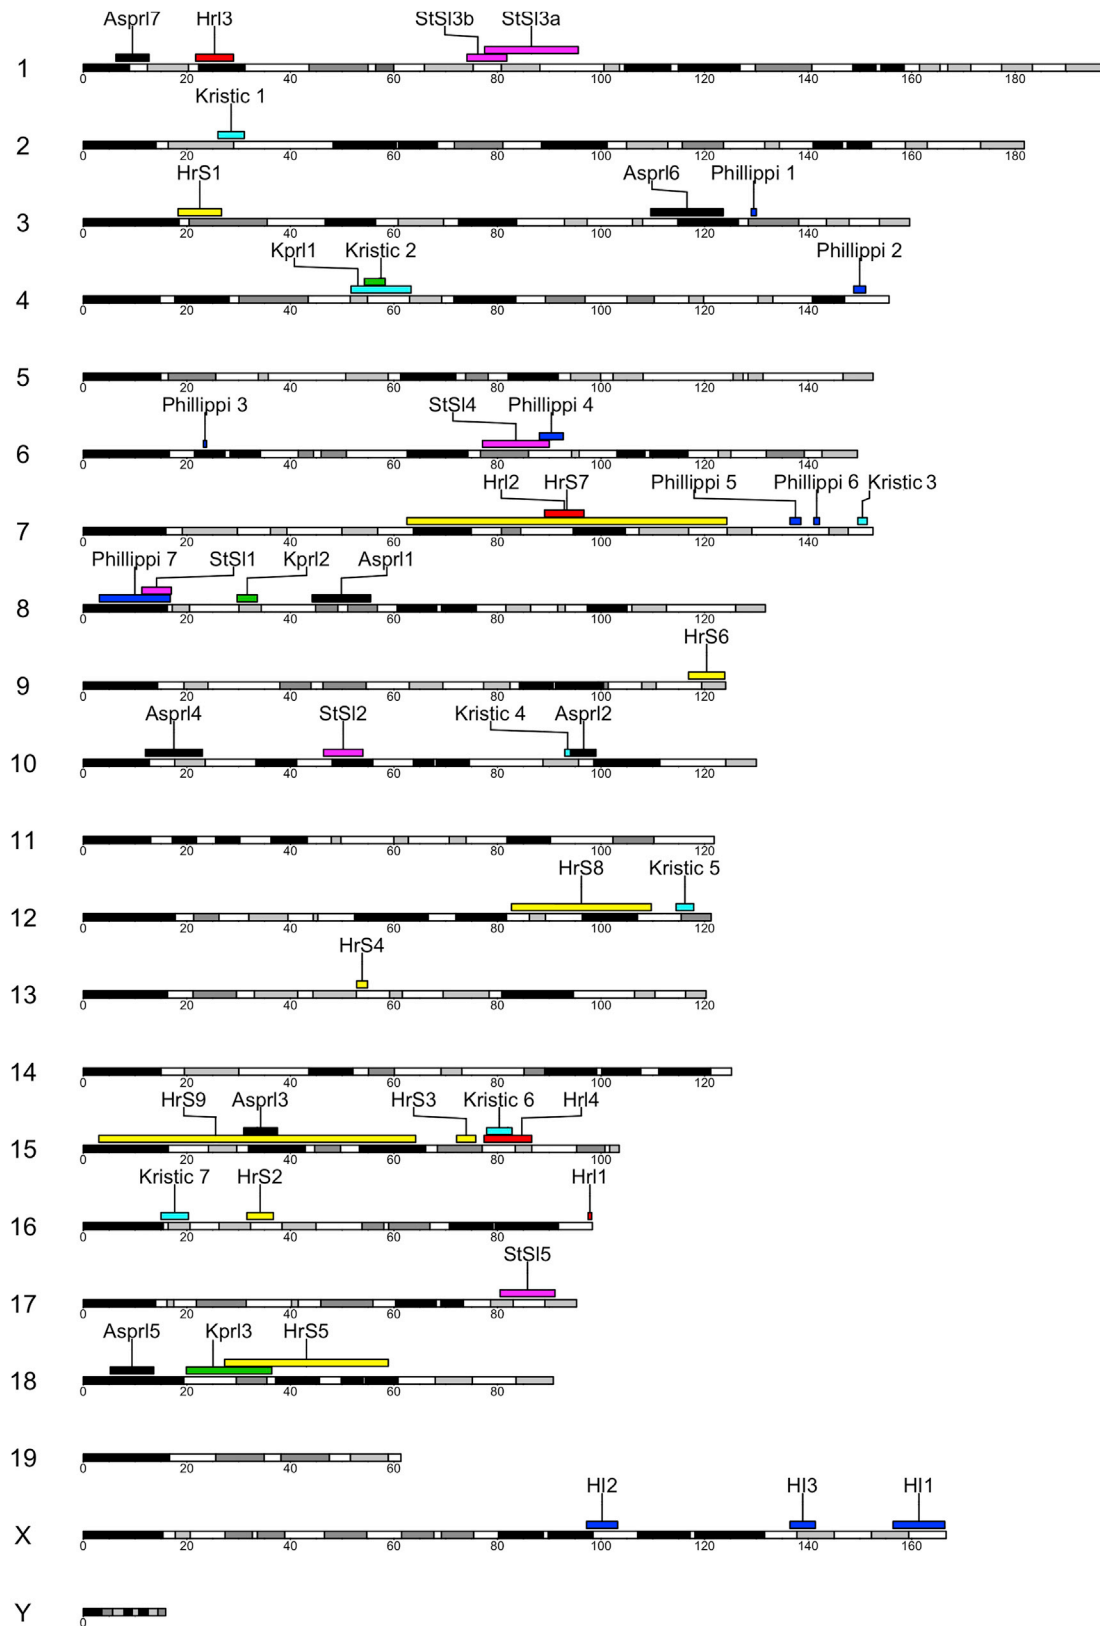 Asprl7 Hrl3 StSl3b StSl3a
1
0 20 40 60 80 100 120 140 160 180
Kristic 1
2
0 20 40 60 80 100 120 140 160 180
HrS1 Asprl6 Phillippi 1
3
0 20 40 60 80 100 120 140
Kprl1 Kristic 2 Phillippi 2
4
0 20 40 60 80 100 120 140
5
0 20 40 60 80 100 120 140
Phillippi 3 StSl4 Phillippi 4
6
0 20 40 60 80 100 120 140
Hrl2 HrS7 Phillippi 5 Phillippi 6 Kristic 3
7
0 20 40 60 80 100 120 140
Phillippi 7 StSl1 Kprl2 Asprl1
8
0 20 40 60 80 100 120
HrS6
9
0 20 40 60 80 100 120
Asprl4 StSl2 Kristic 4 Asprl2
10
0 20 40 60 80 100 120
11
0 20 40 60 80 100 120
HrS8 Kristic 5
12
0 20 40 60 80 100 120
HrS4
13
0 20 40 60 80 100 120
14
0 20 40 60 80 100 120
HrS9 Asprl3 HrS3 Kristic 6 Hrl4
15
0 20 40 60 80 100
Kristic 7 HrS2 Hrl1
16
0 20 40 60 80
StSl5
17
0 20 40 60 80
Asprl5 Kprl3 HrS5
18
0 20 40 60 80
19
0 20 40 60
Hl2 Hl3 Hl1
X
0 20 40 60 80 100 120 140 160
Y
0